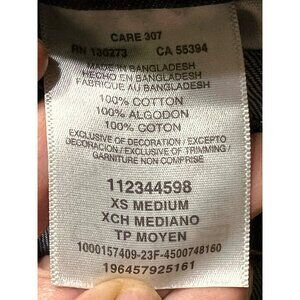 CARE 307
RN 130273 CA 55394
MADE IN BANGLADESH
HECHO EN BANGLADESH
FABRIQUE AU BANGLADESH
100% COTTON
100% ALGODON
100% COTON
EXCLUSIVE OF DECORATION / EXCEPTO
DECORACION / EXCLUSIVE OF TRIMMING /
GARNITURE NON COMPRISE
112344598
XS MEDIUM
XCH MEDIANO
TP MOYEN
1000157409-23F-4500748160
196457925161